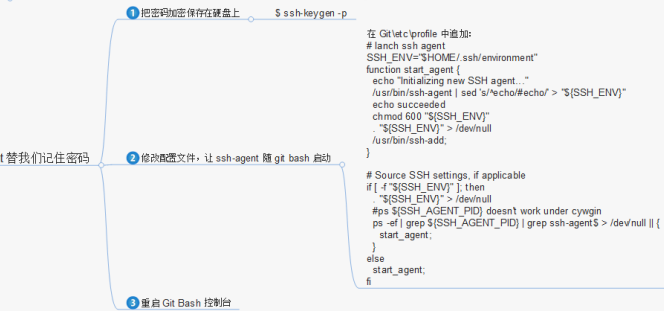 t 替我们记住密码
1 把密码加密保存在硬盘上
$ ssh-keygen -p
2 修改配置文件，让 ssh-agent 随 git bash 启动
在 Git\etc\profile 中追加:
# lanch ssh agent
SSH_ENV="$HOME/.ssh/environment"
function start_agent {
echo "Initializing new SSH agent..."
/usr/bin/ssh-agent | sed 's/^echo/#echo/' > "${SSH_ENV}"
echo succeeded
chmod 600 "${SSH_ENV}"
. "${SSH_ENV}" > /dev/null
/usr/bin/ssh-add;
}
# Source SSH settings, if applicable
if [ -f "${SSH_ENV}" ]; then
. "${SSH_ENV}" > /dev/null
#ps ${SSH_AGENT_PID} doesn't work under cywgin
ps -ef | grep ${SSH_AGENT_PID} | grep ssh-agent$ > /dev/null || {
start_agent;
}
else
start_agent;
fi
3 重启 Git Bash 控制台